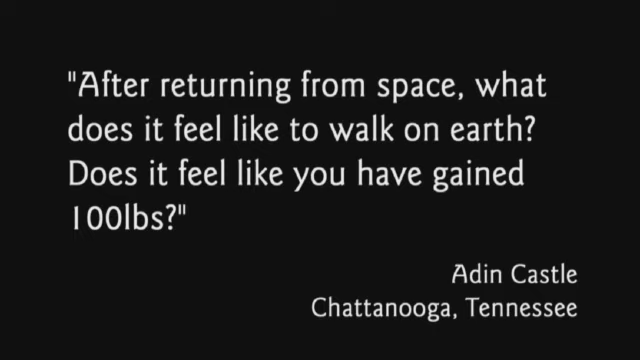 "After returning from space, what
does it feel like to walk on earth?
Does it feel like you have gained
100lbs?"
Adin Castle
Chattanooga, Tennessee